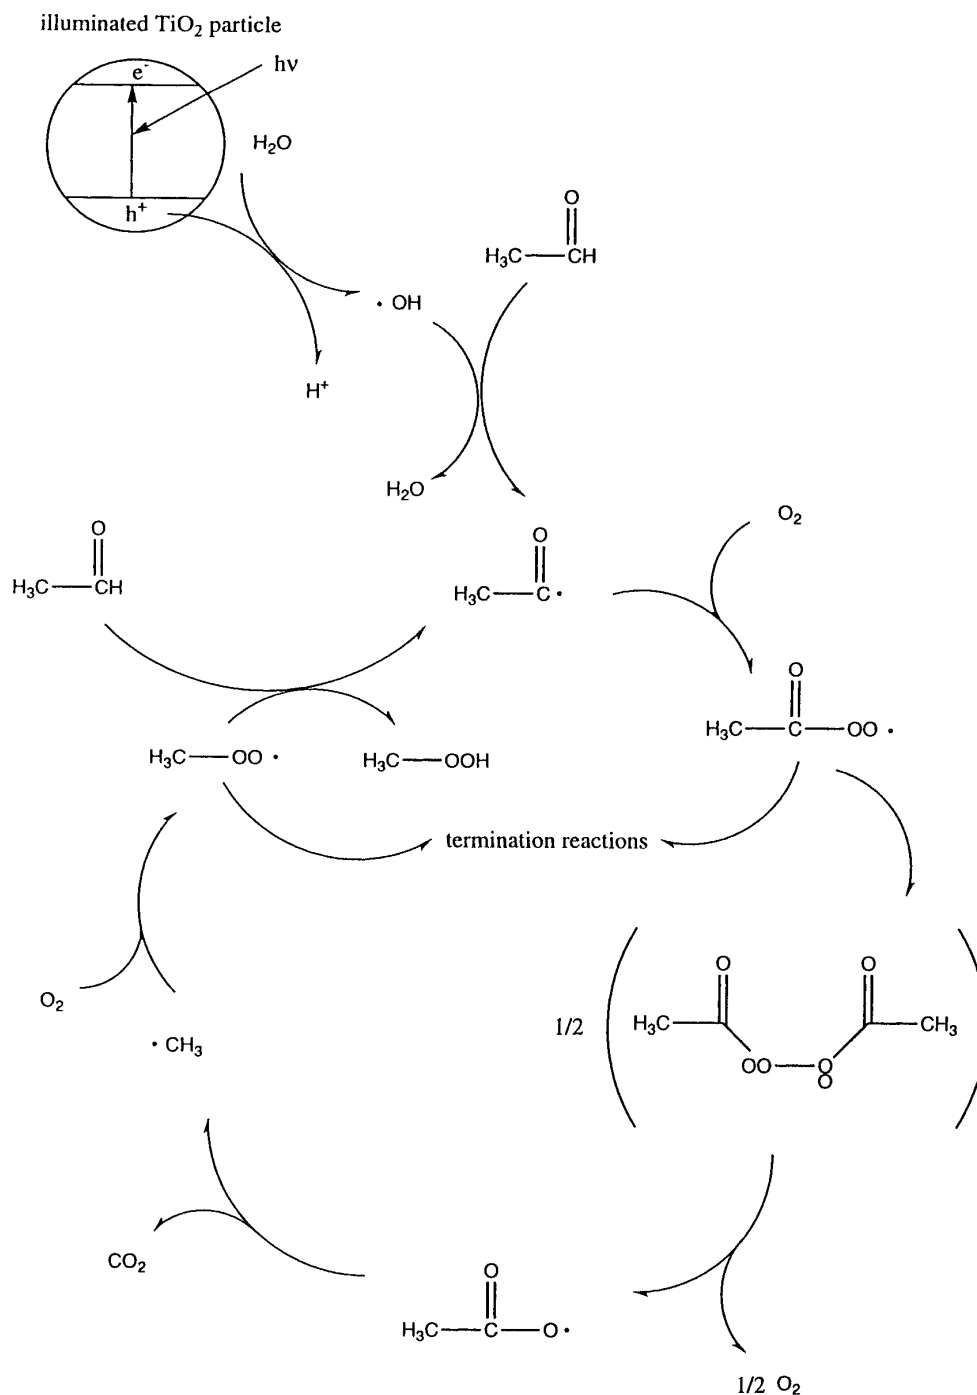 illuminated TiO₂ particle
e⁻
hν
H₂O
h⁺
O
H₃C—CH
• OH
H⁺
H₂O
O₂
O
H₃C—CH
O
H₃C—C•
O
H₃C—C—OO •
H₃C—OO •
H₃C—OOH
termination reactions
O₂
• CH₃
1/2
O
O
H₃C
CH₃
OO—O
O
CO₂
O
H₃C—C—O•
1/2 O₂